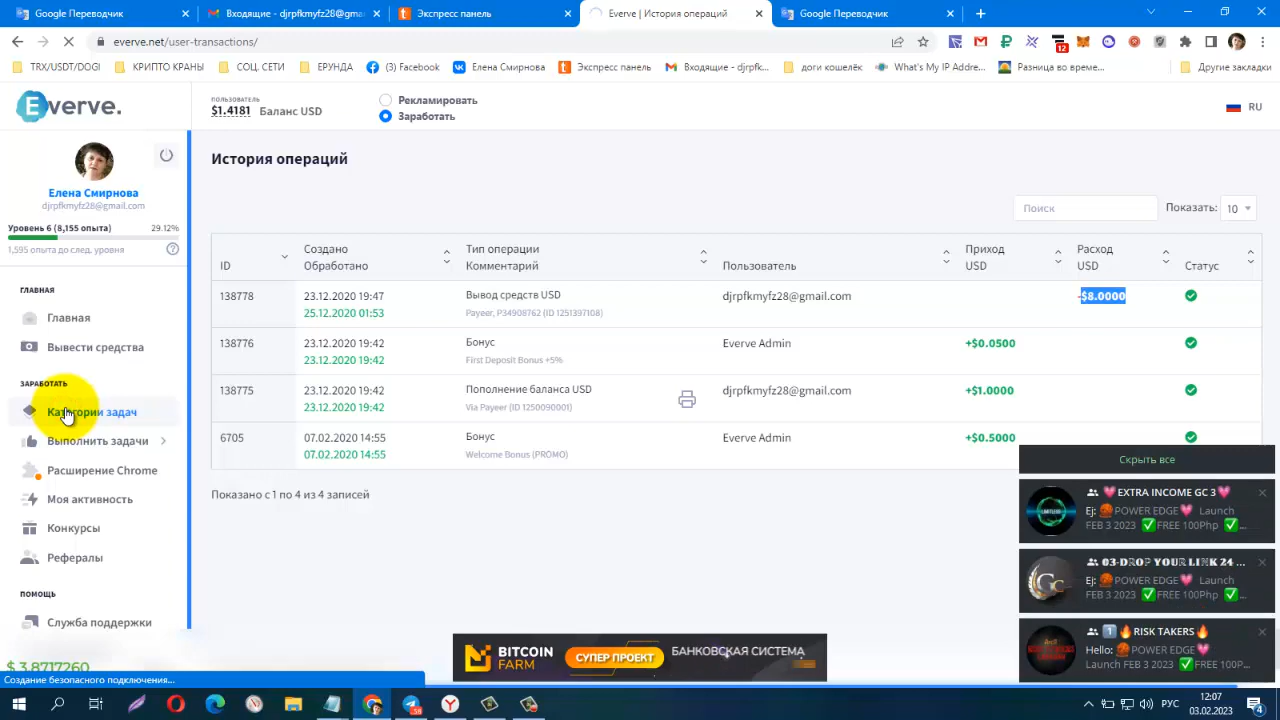 Google Переводчик
Входящие - djrpfkmyfz28@gmai
Экспресс панель
Everve | История операций
Google Переводчик
everve.net/user-transactions/
12
TRX/USDT/DOGI
КРИПТО КРАНЫ
СОЦ. СЕТИ
ЕРУНДА
(3) Facebook
Елена Смирнова
Экспресс панель
Входящие - djrpfk...
доги кошелёк
What's My IP Addre...
Разница во време...
Другие закладки
Everve.
ПОЛЬЗОВАТЕЛЬ
$1.4181 Баланс USD
Рекламировать
Заработать
RU
Елена Смирнова
djrpfkmyfz28@gmail.com
Уровень 6 (8,155 опыта) 29.12%
1,595 опыта до след. уровня
ГЛАВНАЯ
Главная
Вывести средства
ЗАРАБОТАТЬ
Категории задач
Выполнить задачи
Расширение Chrome
Моя активность
Конкурсы
Рефералы
ПОМОЩЬ
Служба поддержки
$ 3.8717260
Создание безопасного подключения...
История операций
Поиск
Показать: 10
ID
Создано
Обработано
Тип операции
Комментарий
Пользователь
Приход
USD
Расход
USD
Статус
138778
23.12.2020 19:47
25.12.2020 01:53
Вывод средств USD
Payeer, P34908762 (ID 1251397108)
djrpfkmyfz28@gmail.com
-$8.0000
138776
23.12.2020 19:42
23.12.2020 19:42
Бонус
First Deposit Bonus +5%
Everve Admin
+$0.0500
138775
23.12.2020 19:42
23.12.2020 19:42
Пополнение баланса USD
Via Payeer (ID 1250090001)
djrpfkmyfz28@gmail.com
+$1.0000
6705
07.02.2020 14:55
07.02.2020 14:55
Бонус
Welcome Bonus (PROMO)
Everve Admin
+$0.5000
Показано с 1 по 4 из 4 записей
Скрыть все
EXTRA INCOME GC 3
Ej: POWER EDGE Launch
FEB 3 2023 FREE 100Php ...
03-DROP YOUR LINK 24 ...
Ej: POWER EDGE Launch
FEB 3 2023 FREE 100Php ...
1 RISK TAKERS
Hello: POWER EDGE
Launch FEB 3 2023 FREE 100P...
BITCOIN
FARM
СУПЕР ПРОЕКТ
БАНКОВСКАЯ СИСТЕМА
РУС
12:07
03.02.2023
4